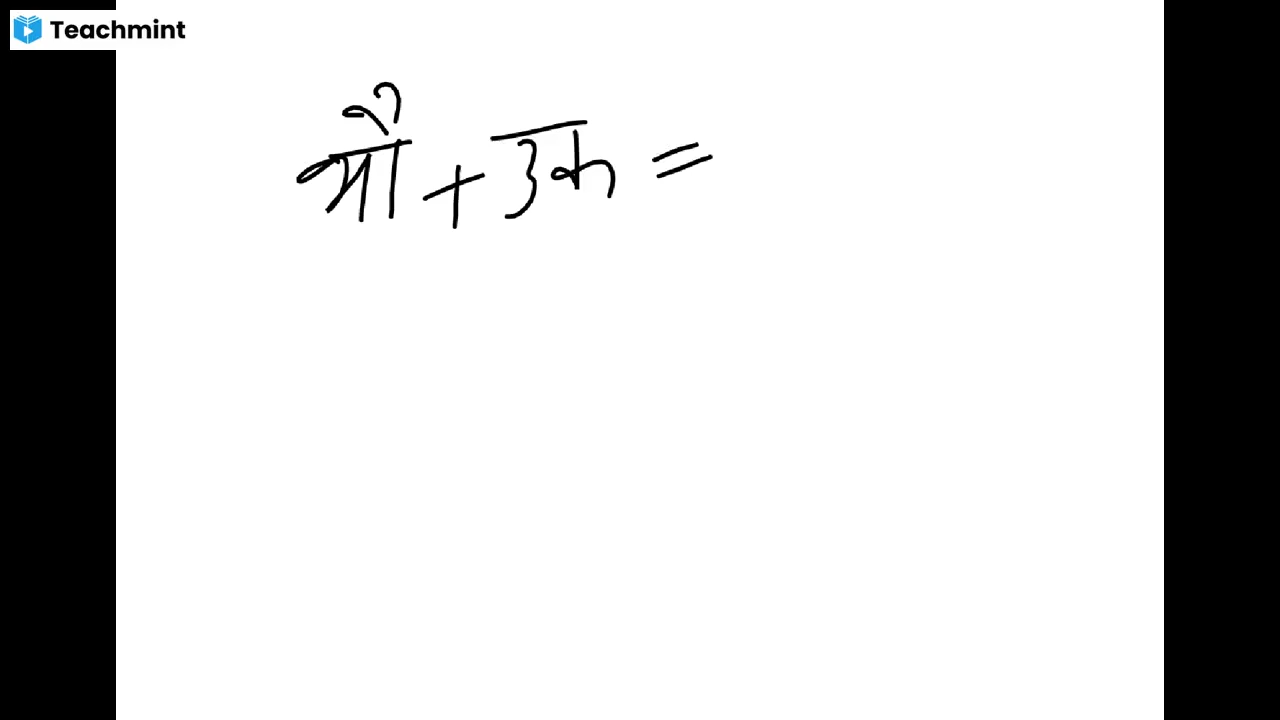 Teachmint
भौ + उक =